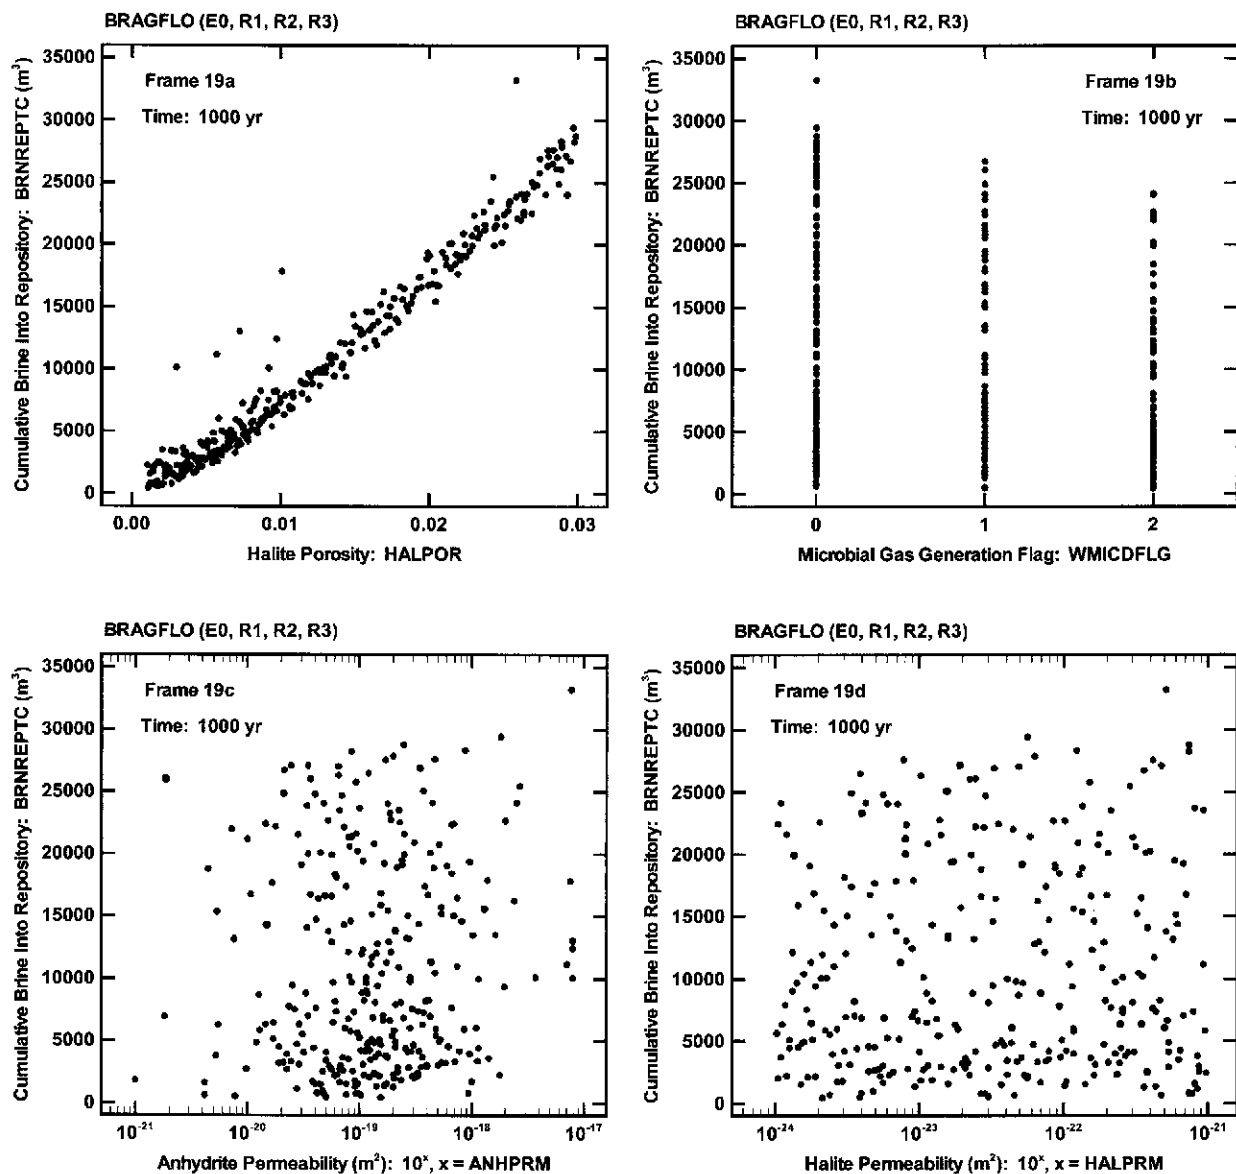 BRAGFLO (E0, R1, R2, R3)
35000
30000
25000
20000
15000
10000
5000
0
Cumulative Brine Into Repository: BRNREPTC (m³)
Frame 19a
Time: 1000 yr
0.00 0.01 0.02 0.03
Halite Porosity: HALPOR
BRAGFLO (E0, R1, R2, R3)
35000
30000
25000
20000
15000
10000
5000
0
Cumulative Brine Into Repository: BRNREPTC (m³)
Frame 19b
Time: 1000 yr
0 1 2
Microbial Gas Generation Flag: WMICDFLG
BRAGFLO (E0, R1, R2, R3)
35000
30000
25000
20000
15000
10000
5000
0
Cumulative Brine Into Repository: BRNREPTC (m³)
Frame 19c
Time: 1000 yr
10⁻²¹ 10⁻²⁰ 10⁻¹⁹ 10⁻¹⁸ 10⁻¹⁷
Anhydrite Permeability (m²): 10ˣ, x = ANHPRM
BRAGFLO (E0, R1, R2, R3)
35000
30000
25000
20000
15000
10000
5000
0
Cumulative Brine Into Repository: BRNREPTC (m³)
Frame 19d
Time: 1000 yr
10⁻²⁴ 10⁻²³ 10⁻²² 10⁻²¹
Halite Permeability (m²): 10ˣ, x = HALPRM